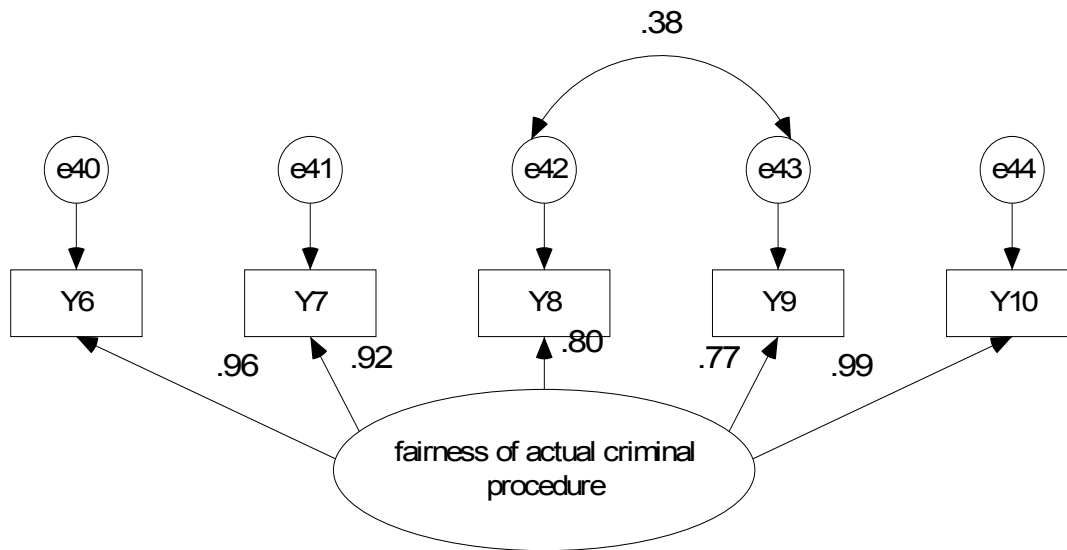 .38
e40
e41
e42
e43
e44
Y6
Y7
Y8
Y9
Y10
.96
.92
.80
.77
.99
fairness of actual criminal
procedure